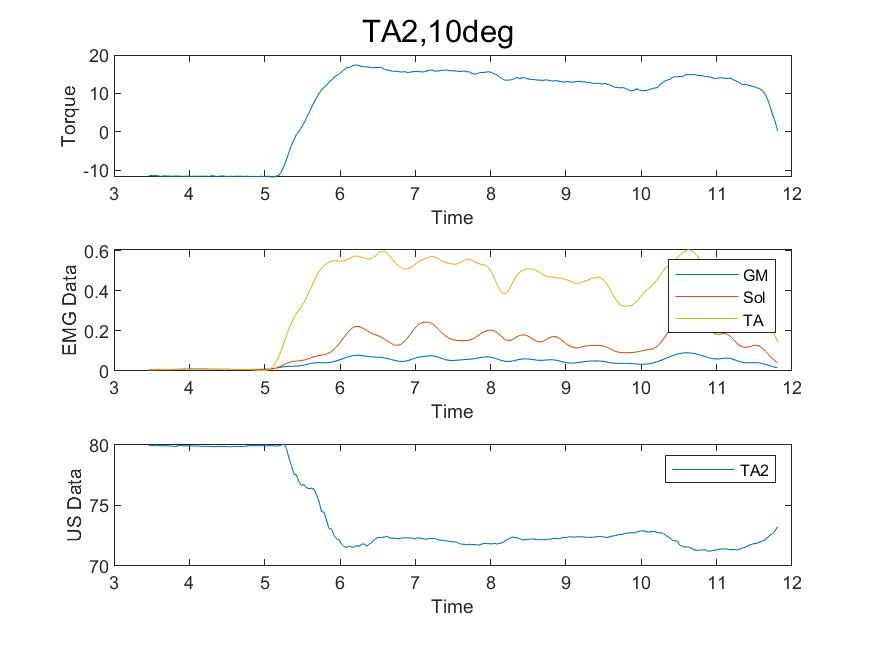 TA2,10deg
20
10
0
-10
Torque
3 4 5 6 7 8 9 10 11 12
Time
0.6
0.4
0.2
0
EMG Data
GM
Sol
TA
3 4 5 6 7 8 9 10 11 12
Time
80
75
70
US Data
TA2
3 4 5 6 7 8 9 10 11 12
Time